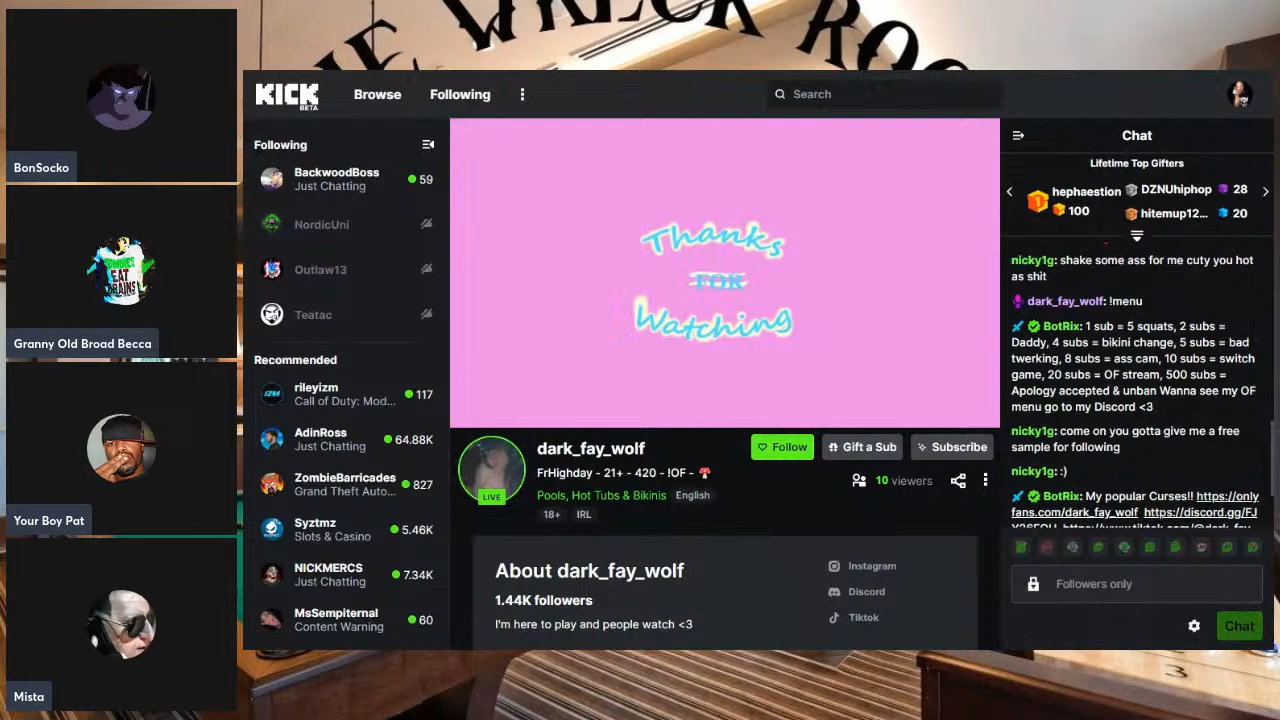 THE WRECK ROO
BonSocko
Granny Old Broad Becca
Your Boy Pat
Mista
ZOMBIES
EAT
BRAINS
KICK
BETA
Browse
Following
Search
Following
BackwoodBoss
Just Chatting
59
NordicUni
Outlaw13
Teatac
Recommended
rileyizm
Call of Duty: Mod...
117
AdinRoss
Just Chatting
64.88K
ZombieBarricades
Grand Theft Auto...
827
Syztmz
Slots & Casino
5.46K
NICKMERCS
Just Chatting
7.34K
MsSempiternal
Content Warning
60
Thanks
FOR
Watching
LIVE
dark_fay_wolf
FrHighday - 21+ - 420 - !OF - 🍄
Pools, Hot Tubs & Bikinis
English
18+
IRL
Follow
Gift a Sub
Subscribe
10 viewers
About dark_fay_wolf
1.44K followers
I'm here to play and people watch <3
Instagram
Discord
Tiktok
Chat
Lifetime Top Gifters
1
hephaestion
100
DZNUhiphop
28
hitemup12...
20
nicky1g: shake some ass for me cuty you hot
as shit
dark_fay_wolf: !menu
BotRix: 1 sub = 5 squats, 2 subs =
Daddy, 4 subs = bikini change, 5 subs = bad
twerking, 8 subs = ass cam, 10 subs = switch
game, 20 subs = OF stream, 500 subs =
Apology accepted & unban Wanna see my OF
menu go to my Discord <3
nicky1g: come on you gotta give me a free
sample for following
nicky1g: :)
BotRix: My popular Curses!! https://only
fans.com/dark_fay_wolf https://discord.gg/FJ
Followers only
Chat
3